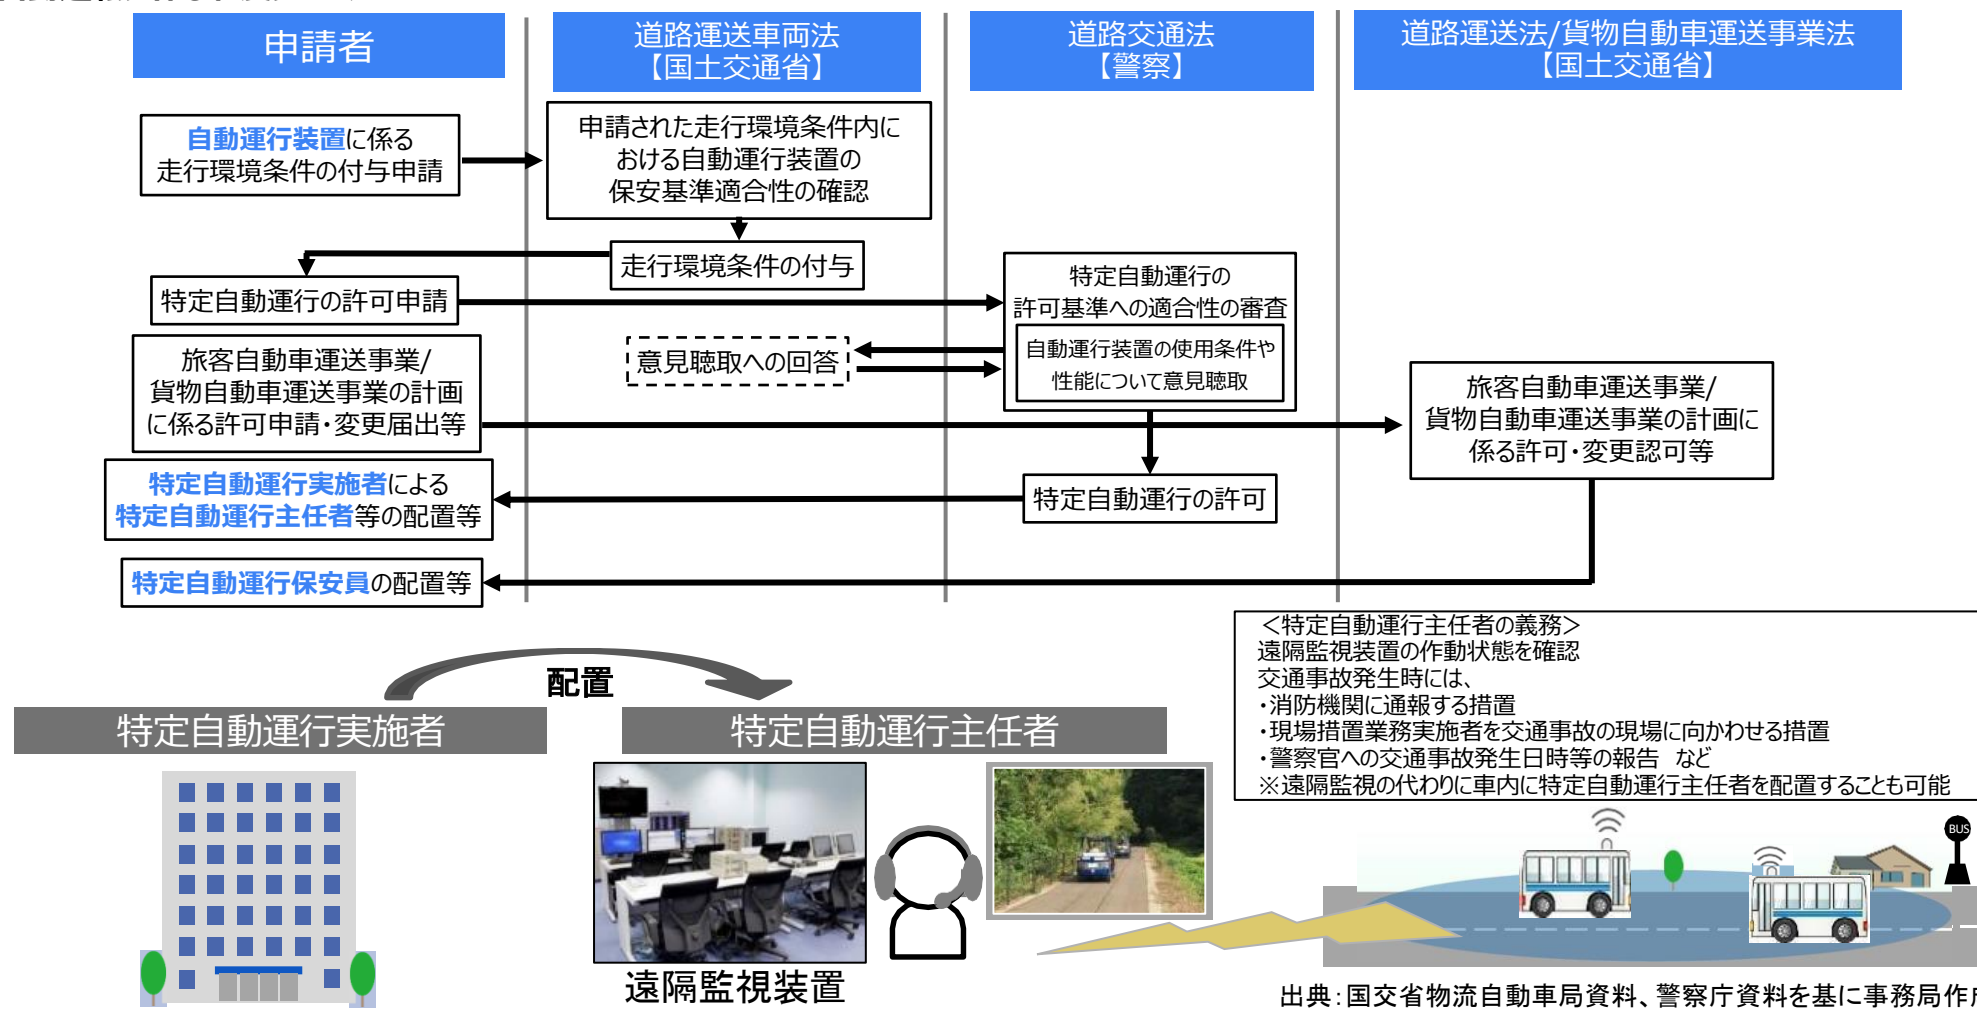 申請者
道路運送車両法
【国土交通省】
道路交通法
【警察】
道路運送法/貨物自動車運送事業法
【国土交通省】
自動運行装置に係る
走行環境条件の付与申請
申請された走行環境条件内に
おける自動運行装置の
保安基準適合性の確認
走行環境条件の付与
特定自動運行の許可申請
特定自動運行の
許可基準への適合性の審査
自動運行装置の使用条件や
性能について意見聴取
意見聴取への回答
旅客自動車運送事業/
貨物自動車運送事業の計画
に係る許可申請・変更届出等
旅客自動車運送事業/
貨物自動車運送事業の計画に
係る許可・変更認可等
特定自動運行実施者による
特定自動運行主任者等の配置等
特定自動運行の許可
特定自動運行保安員の配置等
配置
特定自動運行実施者
特定自動運行主任者
<特定自動運行主任者の義務>
遠隔監視装置の作動状態を確認
交通事故発生時には、
・消防機関に通報する措置
・現場措置業務実施者を交通事故の現場に向かわせる措置
・警察官への交通事故発生日時等の報告 など
※遠隔監視の代わりに車内に特定自動運行主任者を配置することも可能
BUS
遠隔監視装置
出典：国交省物流自動車局資料、警察庁資料を基に事務局作成